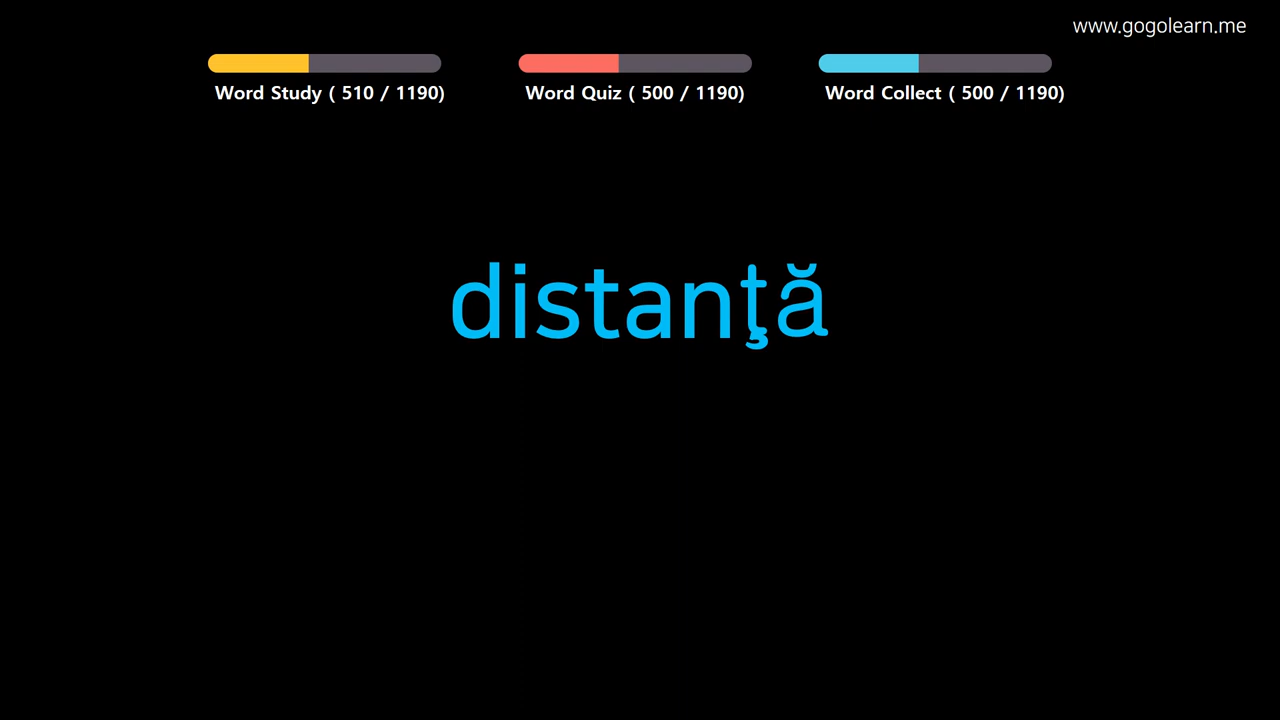 www.gogolearn.me
Word Study ( 510 / 1190)
Word Quiz ( 500 / 1190)
Word Collect ( 500 / 1190)
distanţă